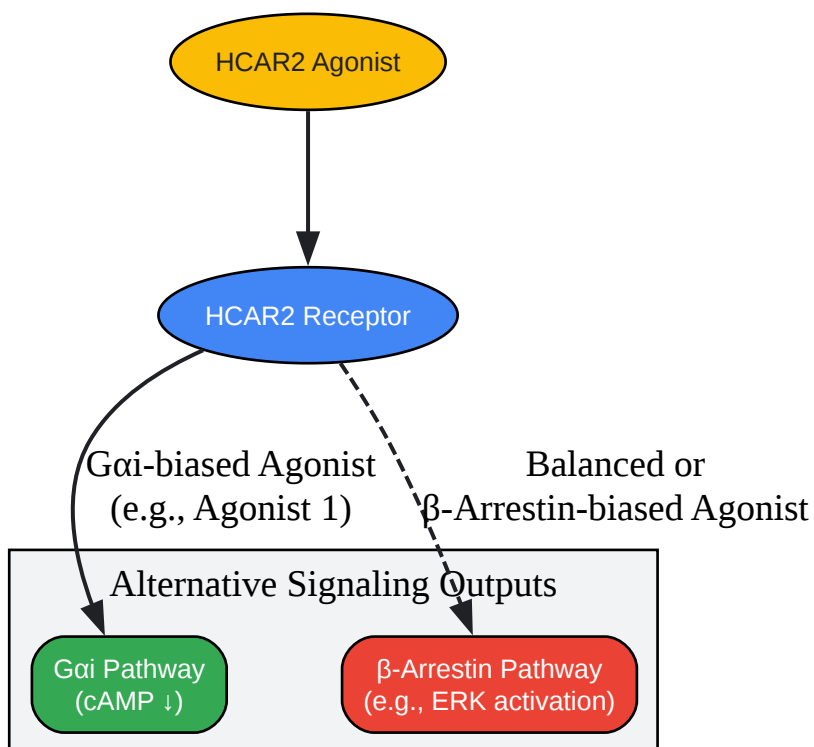 HCAR2 Agonist
HCAR2 Receptor
Gαi-biased Agonist
(e.g., Agonist 1)
Balanced or
β-Arrestin-biased Agonist
Alternative Signaling Outputs
Gαi Pathway
(cAMP ↓)
β-Arrestin Pathway
(e.g., ERK activation)